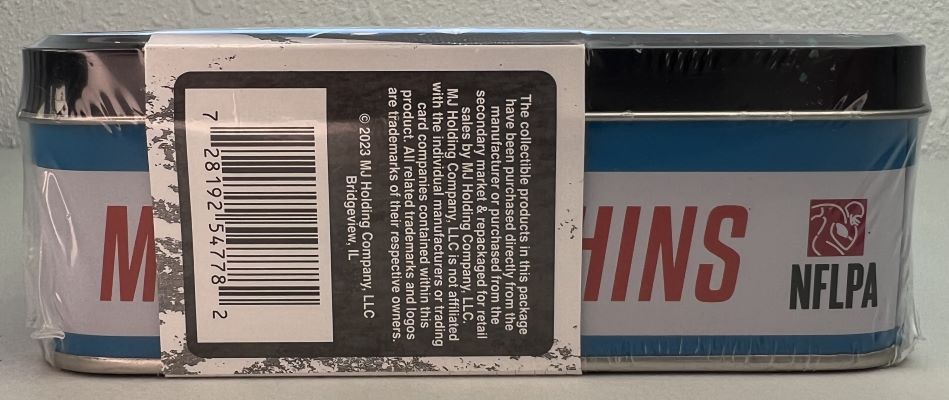 M
HINS
NFLPA
The collectible products in this package
have been purchased directly from the
manufacturer or purchased from the
secondary market & repackaged for retail
sales by MJ Holding Company, LLC.
MJ Holding Company, LLC is not affiliated
with the individual manufacturers or trading
card companies contained within this
product. All related trademarks and logos
are trademarks of their respective owners.
© 2023 MJ Holding Company, LLC
Bridgeview, IL
7 28192 54778 2